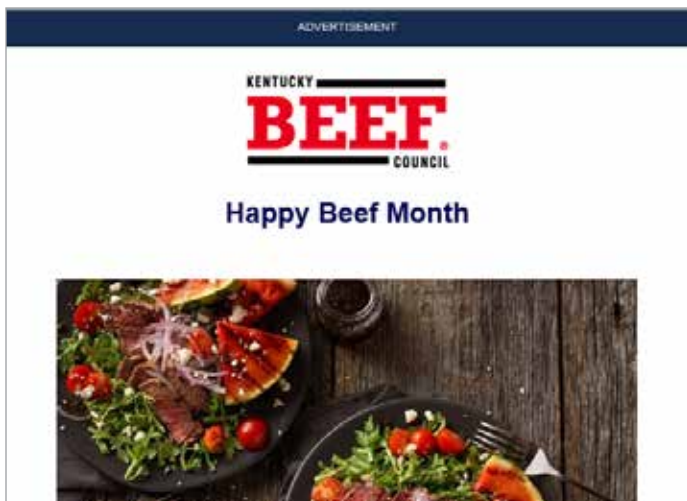 ADVERTISEMENT
KENTUCKY
BEEF®
COUNCIL
Happy Beef Month